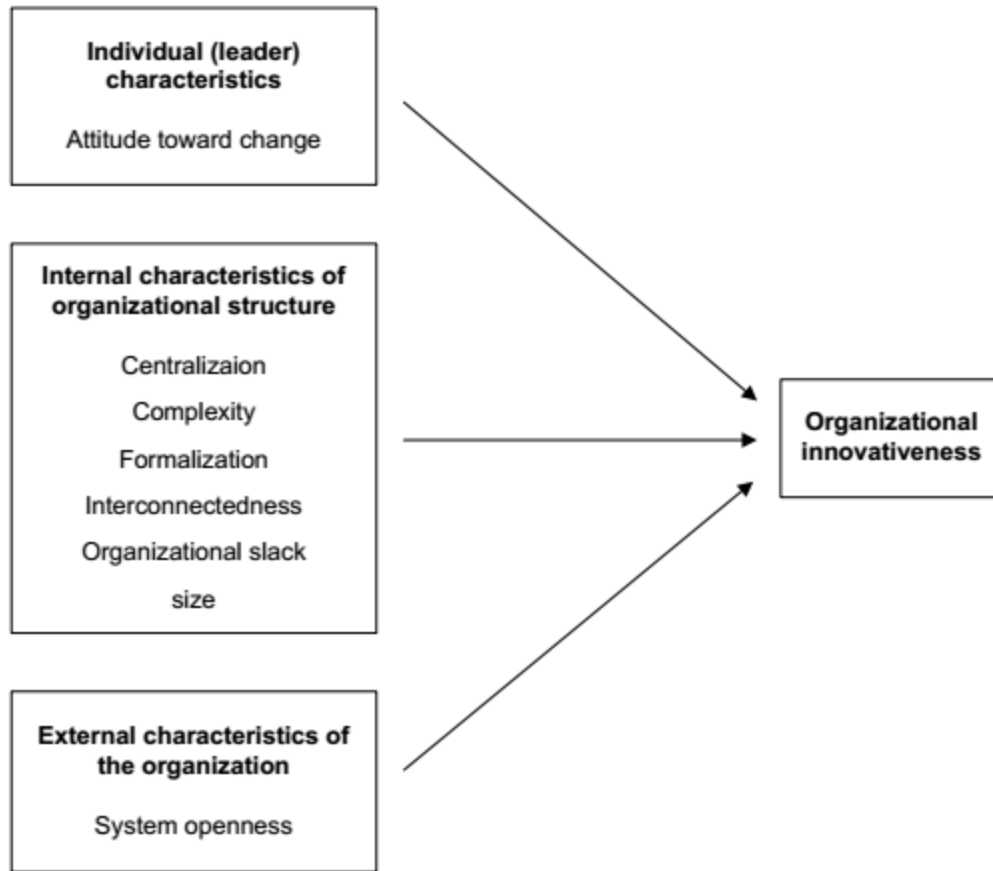 Individual (leader)
characteristics
Attitude toward change
Internal characteristics of
organizational structure
Centralizaion
Complexity
Formalization
Interconnectedness
Organizational slack
size
External characteristics of
the organization
System openness
Organizational
innovativeness